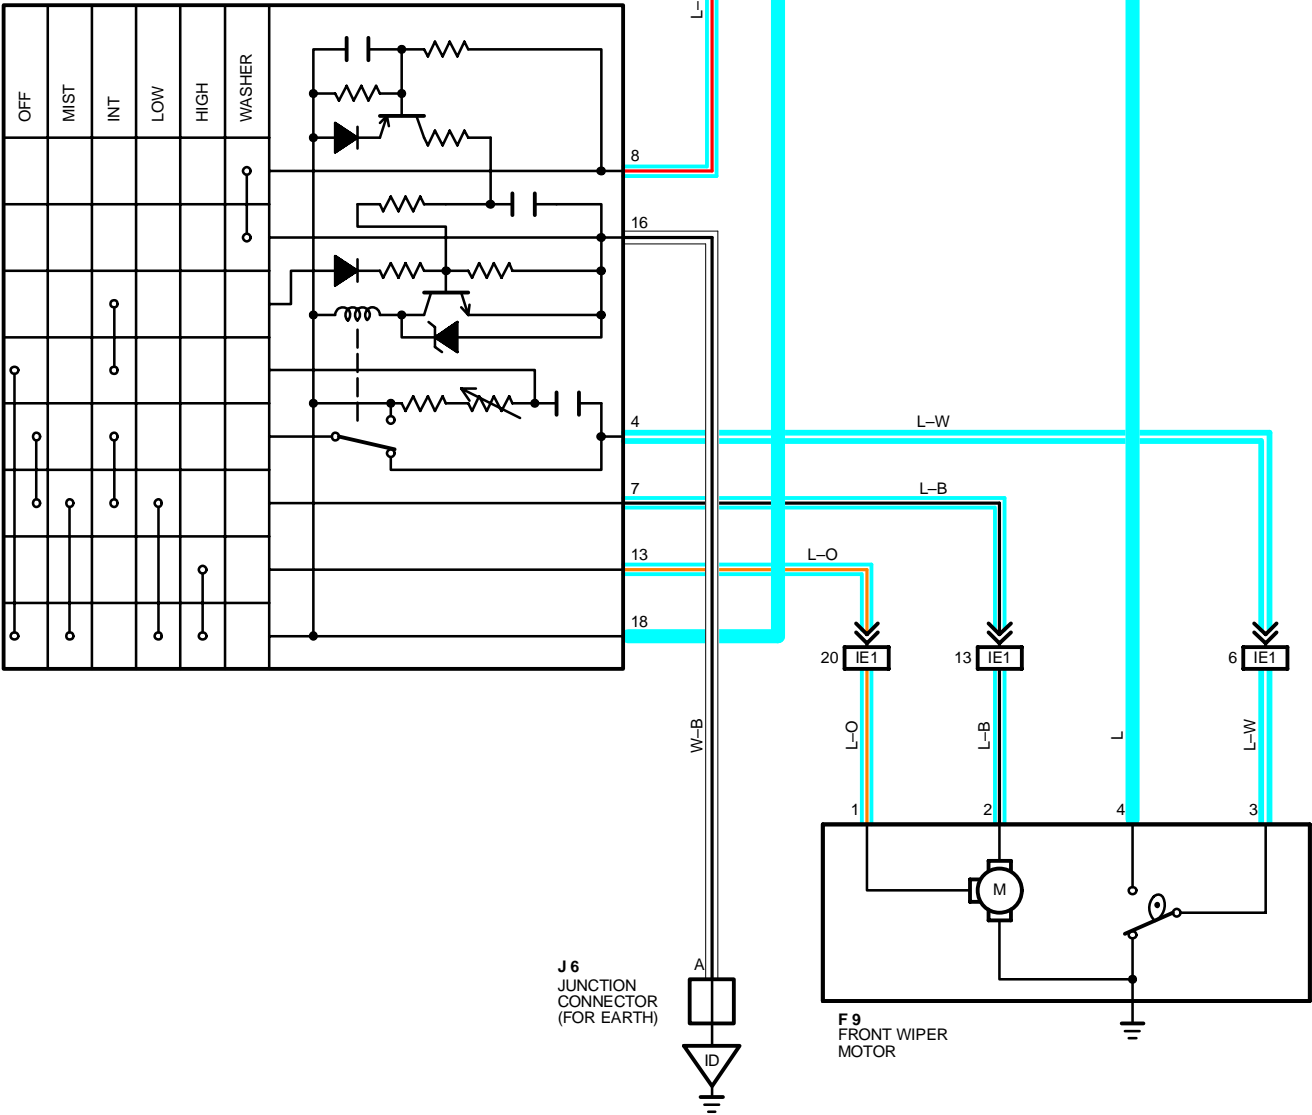 OFF
MIST
INT
LOW
HIGH
WASHER
L–
8
16
4
L–W
7
L–B
13
L–O
18
20
IE1
13
IE1
6
IE1
W–B
L–O
L–B
L
L–W
1
2
4
3
M
A
J 6
JUNCTION
CONNECTOR
(FOR EARTH)
ID
F 9
FRONT WIPER
MOTOR